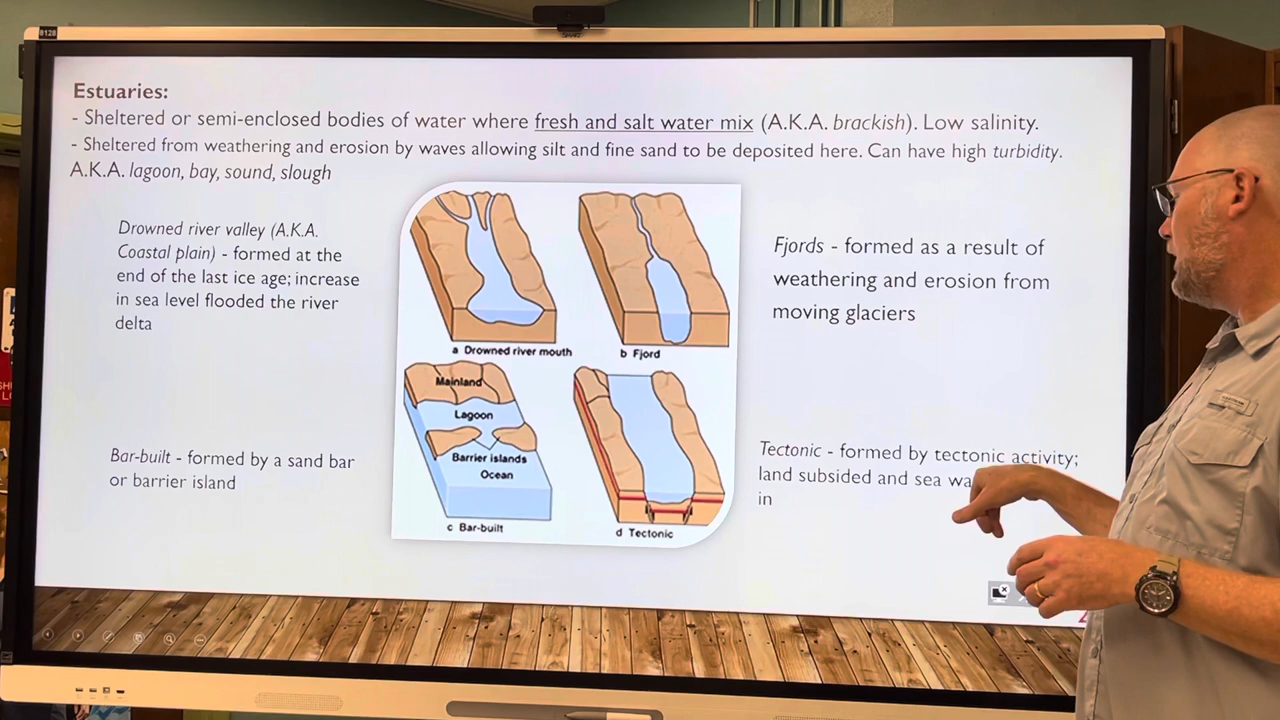 B128
SMART
Estuaries:
- Sheltered or semi-enclosed bodies of water where fresh and salt water mix (A.K.A. brackish). Low salinity.
- Sheltered from weathering and erosion by waves allowing silt and fine sand to be deposited here. Can have high turbidity.
A.K.A. lagoon, bay, sound, slough
Drowned river valley (A.K.A.
Coastal plain) - formed at the
end of the last ice age; increase
in sea level flooded the river
delta
Fjords - formed as a result of
weathering and erosion from
moving glaciers
a Drowned river mouth
b Fjord
Mainland
Lagoon
Barrier islands
Ocean
c Bar-built
d Tectonic
Bar-built - formed by a sand bar
or barrier island
Tectonic - formed by tectonic activity;
land subsided and sea
in